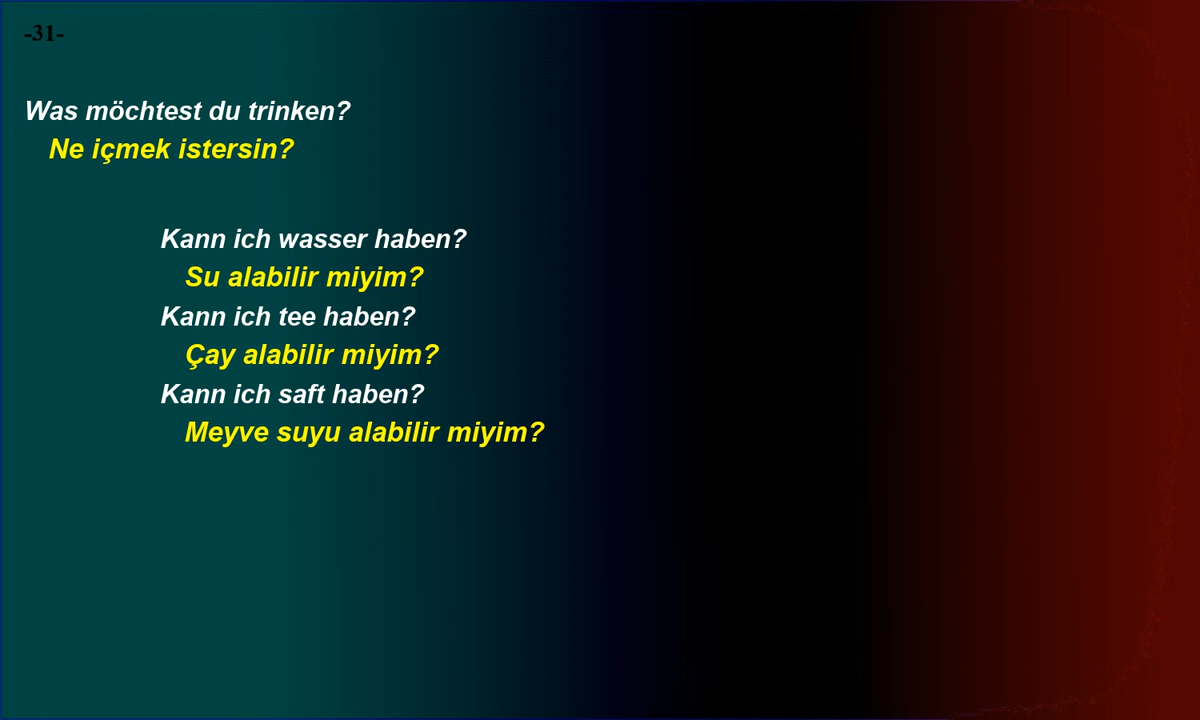 -31-
Was möchtest du trinken?
Ne içmek istersin?
Kann ich wasser haben?
Su alabilir miyim?
Kann ich tee haben?
Çay alabilir miyim?
Kann ich saft haben?
Meyve suyu alabilir miyim?